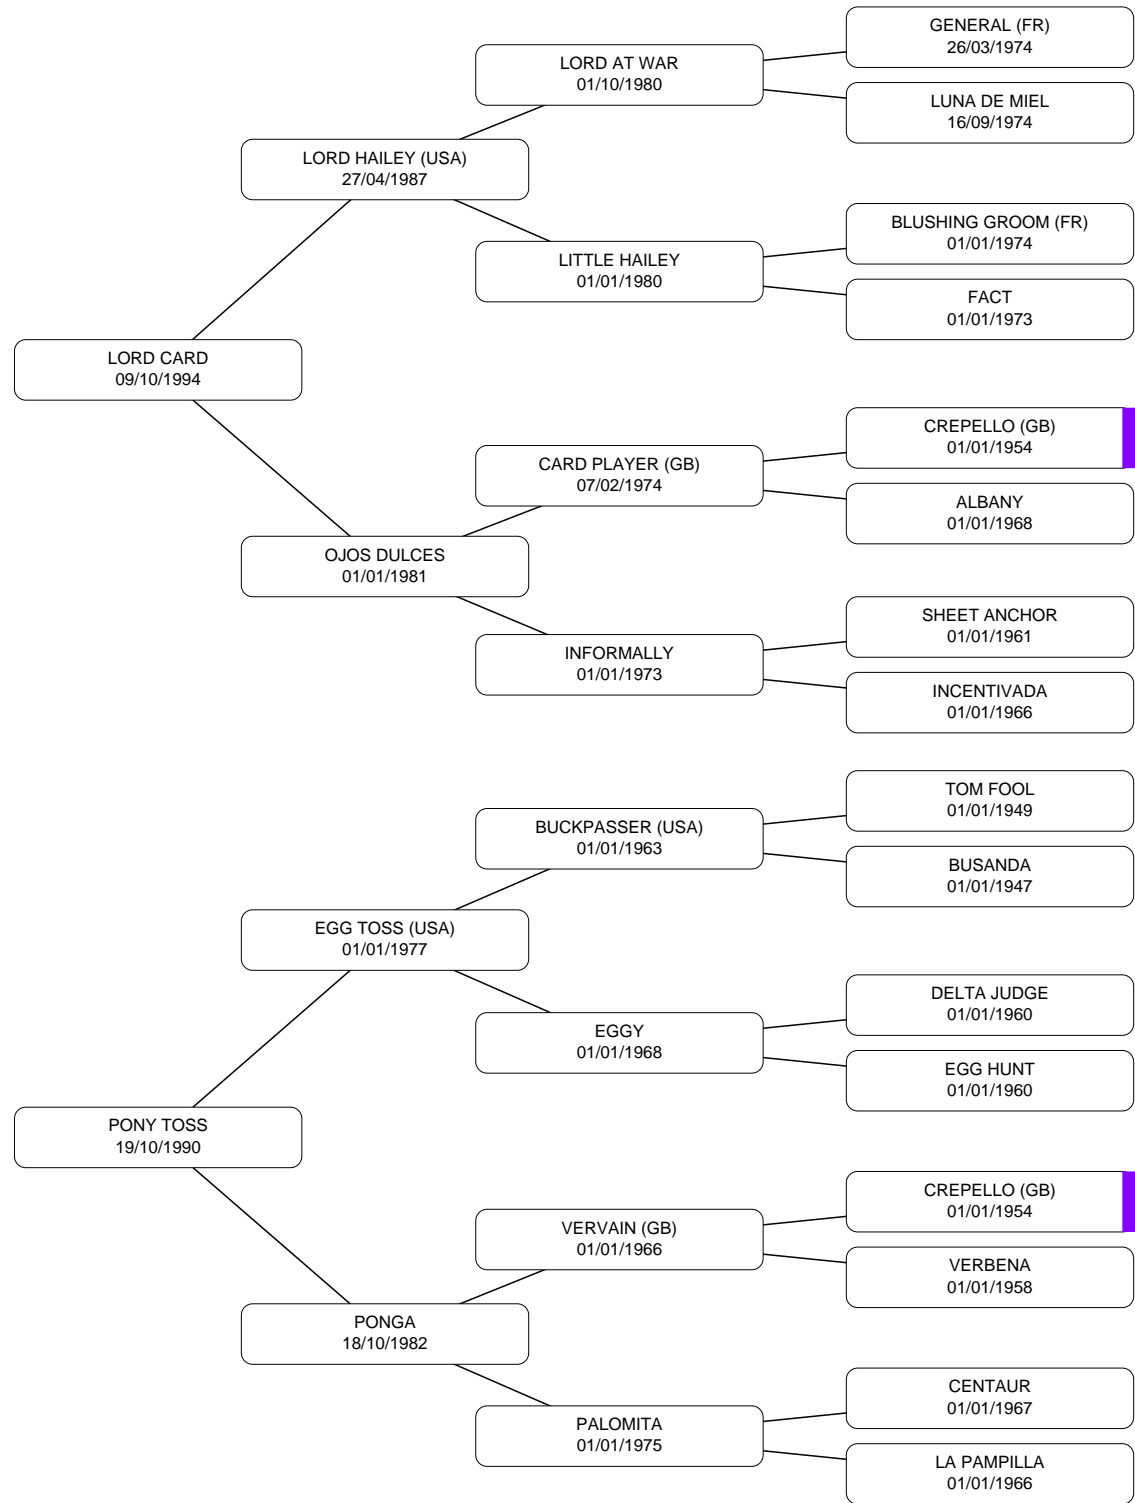 GENERAL (FR)
26/03/1974
LORD AT WAR
01/10/1980
LUNA DE MIEL
16/09/1974
LORD HAILEY (USA)
27/04/1987
BLUSHING GROOM (FR)
01/01/1974
LITTLE HAILEY
01/01/1980
FACT
01/01/1973
LORD CARD
09/10/1994
CREPELLO (GB)
01/01/1954
CARD PLAYER (GB)
07/02/1974
ALBANY
01/01/1968
OJOS DULCES
01/01/1981
SHEET ANCHOR
01/01/1961
INFORMALLY
01/01/1973
INCENTIVADA
01/01/1966
TOM FOOL
01/01/1949
BUCKPASSER (USA)
01/01/1963
BUSANDA
01/01/1947
EGG TOSS (USA)
01/01/1977
DELTA JUDGE
01/01/1960
EGGY
01/01/1968
EGG HUNT
01/01/1960
PONY TOSS
19/10/1990
CREPELLO (GB)
01/01/1954
VERVAIN (GB)
01/01/1966
VERBENA
01/01/1958
PONGA
18/10/1982
CENTAUR
01/01/1967
PALOMITA
01/01/1975
LA PAMPILLA
01/01/1966